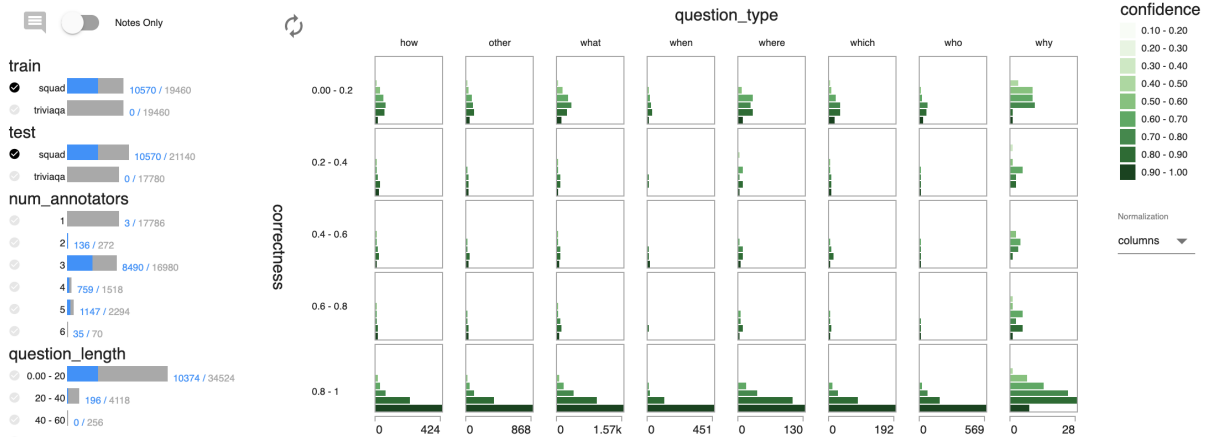 Notes Only
train
squad 10570 / 19460
triviaqa 0 / 19460
test
squad 10570 / 21140
triviaqa 0 / 17780
num_annotators
1 3 / 17786
2 136 / 272
3 8490 / 16980
4 759 / 1518
5 1147 / 2294
6 35 / 70
question_length
0.00 - 20 10374 / 34524
20 - 40 196 / 4118
40 - 60 0 / 256
question_type
how other what when where which who why
correctness
0.00 - 0.2
0.2 - 0.4
0.4 - 0.6
0.6 - 0.8
0.8 - 1
0 424 0 868 0 1.57k 0 451 0 130 0 192 0 569 0 28
confidence
0.10 - 0.20
0.20 - 0.30
0.30 - 0.40
0.40 - 0.50
0.50 - 0.60
0.60 - 0.70
0.70 - 0.80
0.80 - 0.90
0.90 - 1.00
Normalization
columns